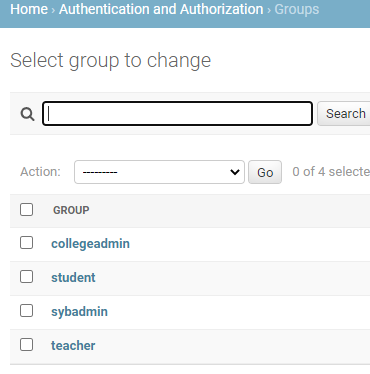 Home › Authentication and Authorization › Groups
Select group to change
Search
Action: --------- Go 0 of 4 selecte
GROUP
collegeadmin
student
sybadmin
teacher